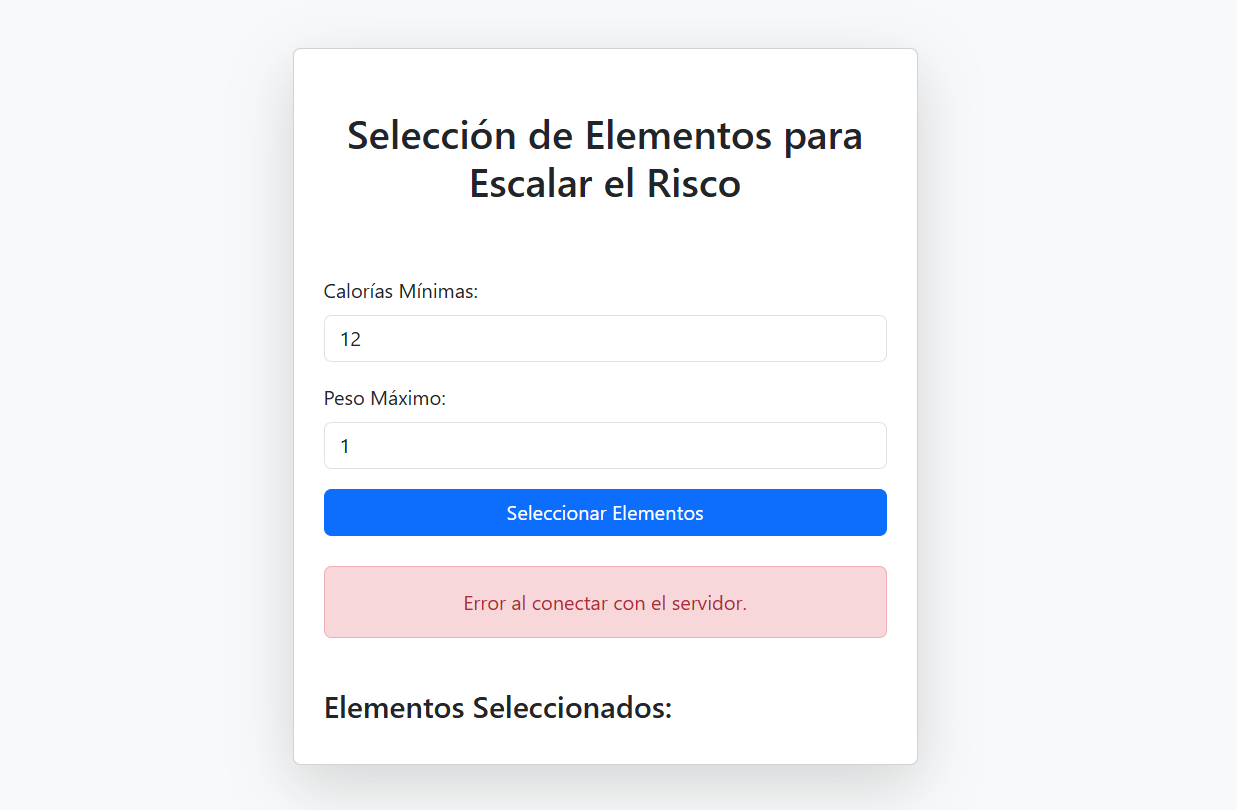 Selección de Elementos para
Escalar el Risco
Calorías Mínimas:
12
Peso Máximo:
1
Seleccionar Elementos
Error al conectar con el servidor.
Elementos Seleccionados: